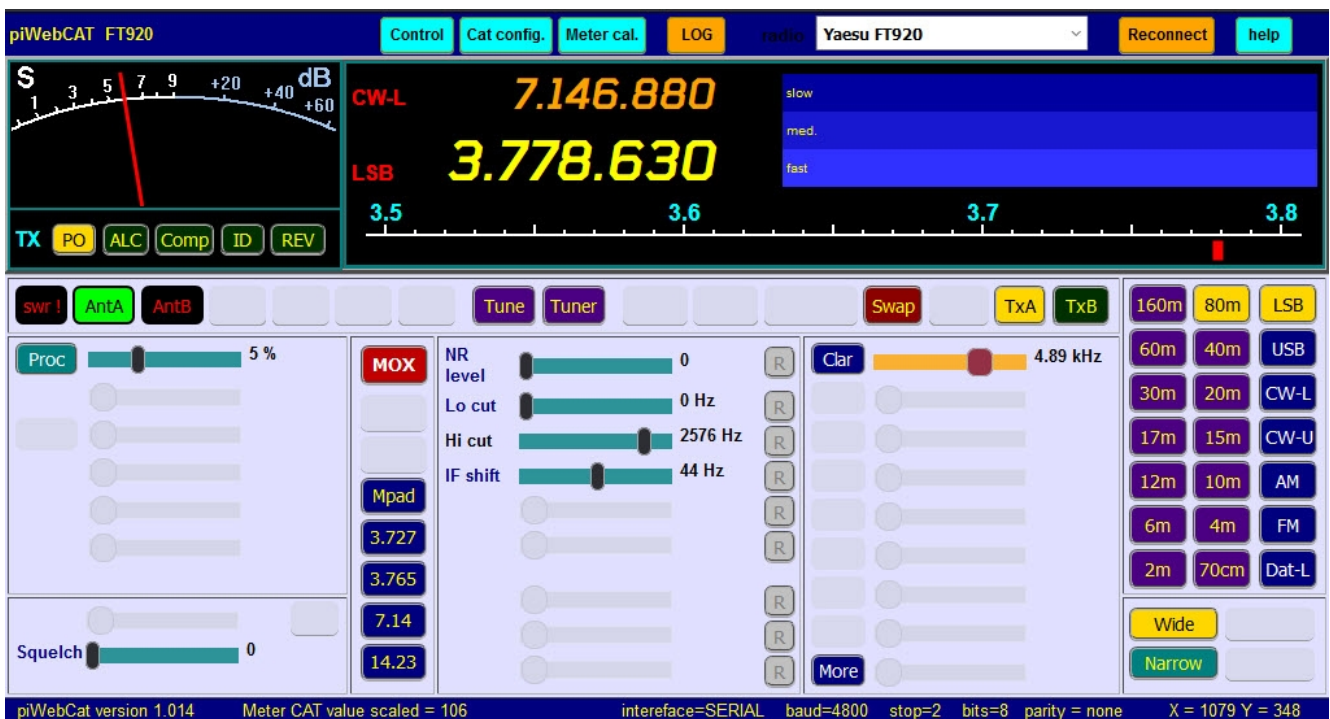 piWebCAT FT920 Control Cat config. Meter cal. LOG radio Yaesu FT920 Reconnect help
S 1 3 5 7 9 +20 +40 +60 dB
TX PO ALC Comp ID REV
CW-L 7.146.880
LSB 3.778.630
slow
med.
fast
3.5 3.6 3.7 3.8
swr ! AntA AntB Tune Tuner Swap TxA TxB
Proc 5 %
Squelch 0
MOX
Mpad
3.727
3.765
7.14
14.23
NR level 0 R
Lo cut 0 Hz R
Hi cut 2576 Hz R
IF shift 44 Hz R
R
R
R
R
R
Clar 4.89 kHz
More
160m 80m LSB
60m 40m USB
30m 20m CW-L
17m 15m CW-U
12m 10m AM
6m 4m FM
2m 70cm Dat-L
Wide
Narrow
piWebCat version 1.014 Meter CAT value scaled = 106 intereface=SERIAL baud=4800 stop=2 bits=8 parity = none X = 1079 Y = 348